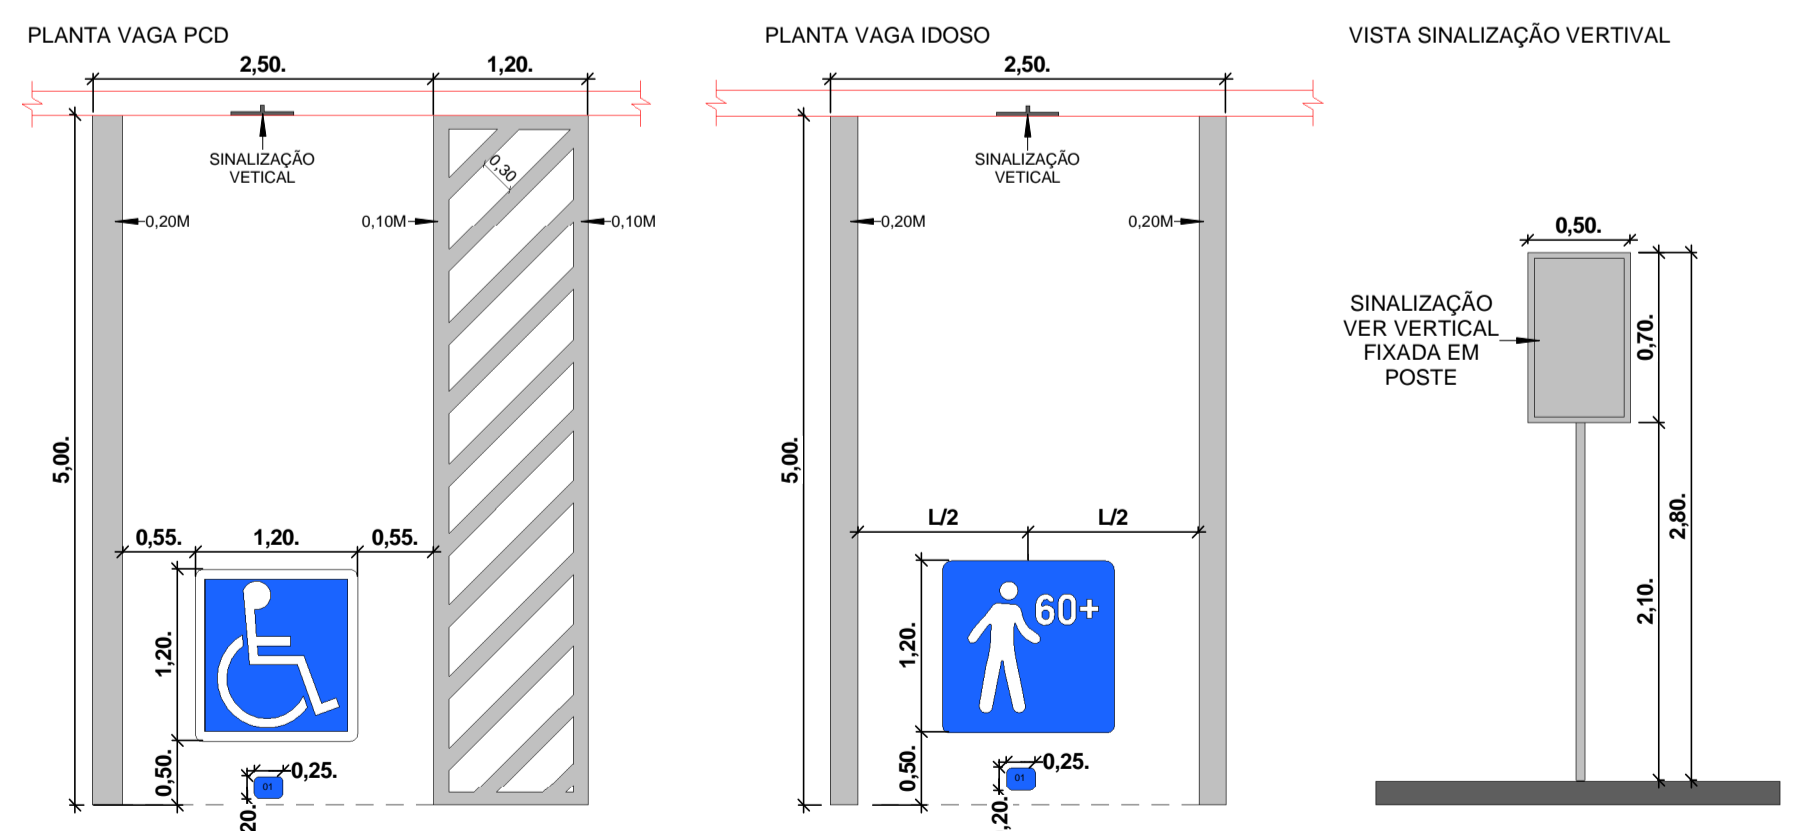 PLANTA VAGA PCD
2,50.
1,20.
SINALIZAÇÃO
VETICAL
0,30
0,20M
0,10M
0,10M
5,00.
0,55.
1,20.
0,55.
1,20.
0,50.
0,25.
01
20.
PLANTA VAGA IDOSO
2,50.
SINALIZAÇÃO
VETICAL
0,20M
0,20M
5,00.
L/2
L/2
60+
1,20.
0,50.
0,25.
01
,20.
VISTA SINALIZAÇÃO VERTIVAL
0,50.
SINALIZAÇÃO
VER VERTICAL
FIXADA EM
POSTE
0,70.
2,80.
2,10.